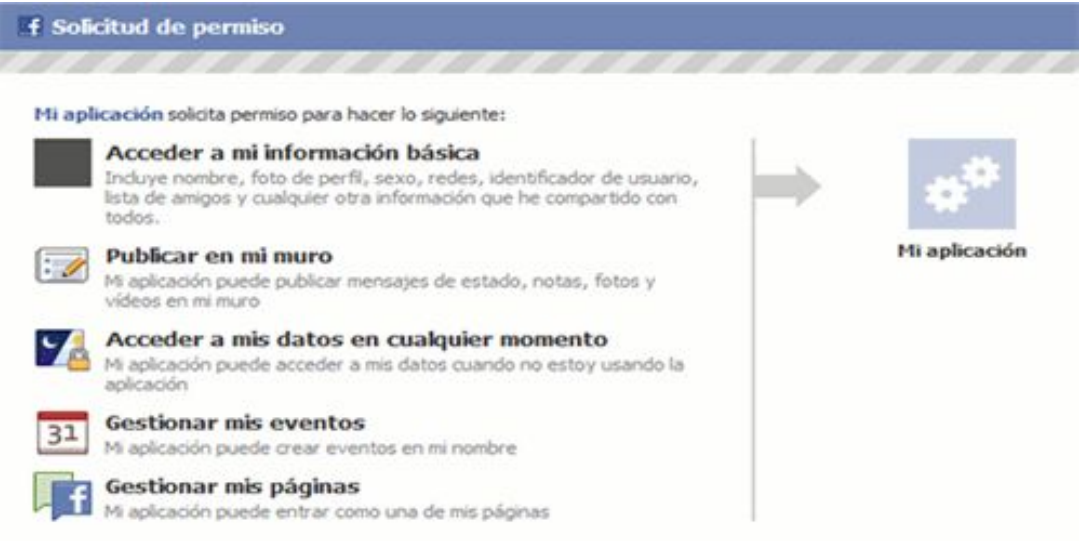 f Solicitud de permiso
Mi aplicación solicita permiso para hacer lo siguiente:
Acceder a mi información básica
Incluye nombre, foto de perfil, sexo, redes, identificador de usuario,
lista de amigos y cualquier otra información que he compartido con
todos.
Publicar en mi muro
Mi aplicación puede publicar mensajes de estado, notas, fotos y
vídeos en mi muro
Acceder a mis datos en cualquier momento
Mi aplicación puede acceder a mis datos cuando no estoy usando la
aplicación
31
Gestionar mis eventos
Mi aplicación puede crear eventos en mi nombre
f
Gestionar mis páginas
Mi aplicación puede entrar como una de mis páginas
Mi aplicación